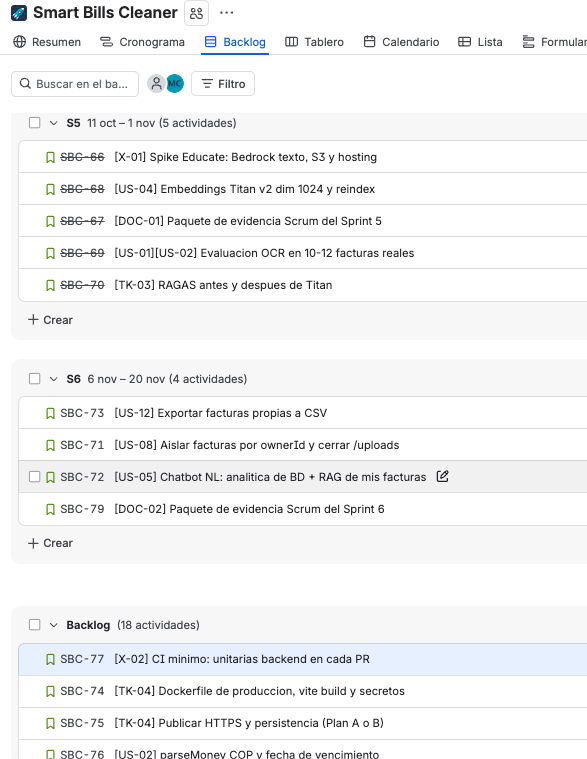 Smart Bills Cleaner
Resumen Cronograma Backlog Tablero Calendario Lista Formular
Buscar en el ba... MC Filtro
S5 11 oct – 1 nov (5 actividades)
SBC-66 [X-01] Spike Educate: Bedrock texto, S3 y hosting
SBC-68 [US-04] Embeddings Titan v2 dim 1024 y reindex
SBC-67 [DOC-01] Paquete de evidencia Scrum del Sprint 5
SBC-69 [US-01][US-02] Evaluacion OCR en 10-12 facturas reales
SBC-70 [TK-03] RAGAS antes y despues de Titan
+ Crear
S6 6 nov – 20 nov (4 actividades)
SBC-73 [US-12] Exportar facturas propias a CSV
SBC-71 [US-08] Aislar facturas por ownerId y cerrar /uploads
SBC-72 [US-05] Chatbot NL: analitica de BD + RAG de mis facturas
SBC-79 [DOC-02] Paquete de evidencia Scrum del Sprint 6
+ Crear
Backlog (18 actividades)
SBC-77 [X-02] CI minimo: unitarias backend en cada PR
SBC-74 [TK-04] Dockerfile de produccion, vite build y secretos
SBC-75 [TK-04] Publicar HTTPS y persistencia (Plan A o B)
SBC-76 [US-02] parseMoney COP y fecha de vencimiento